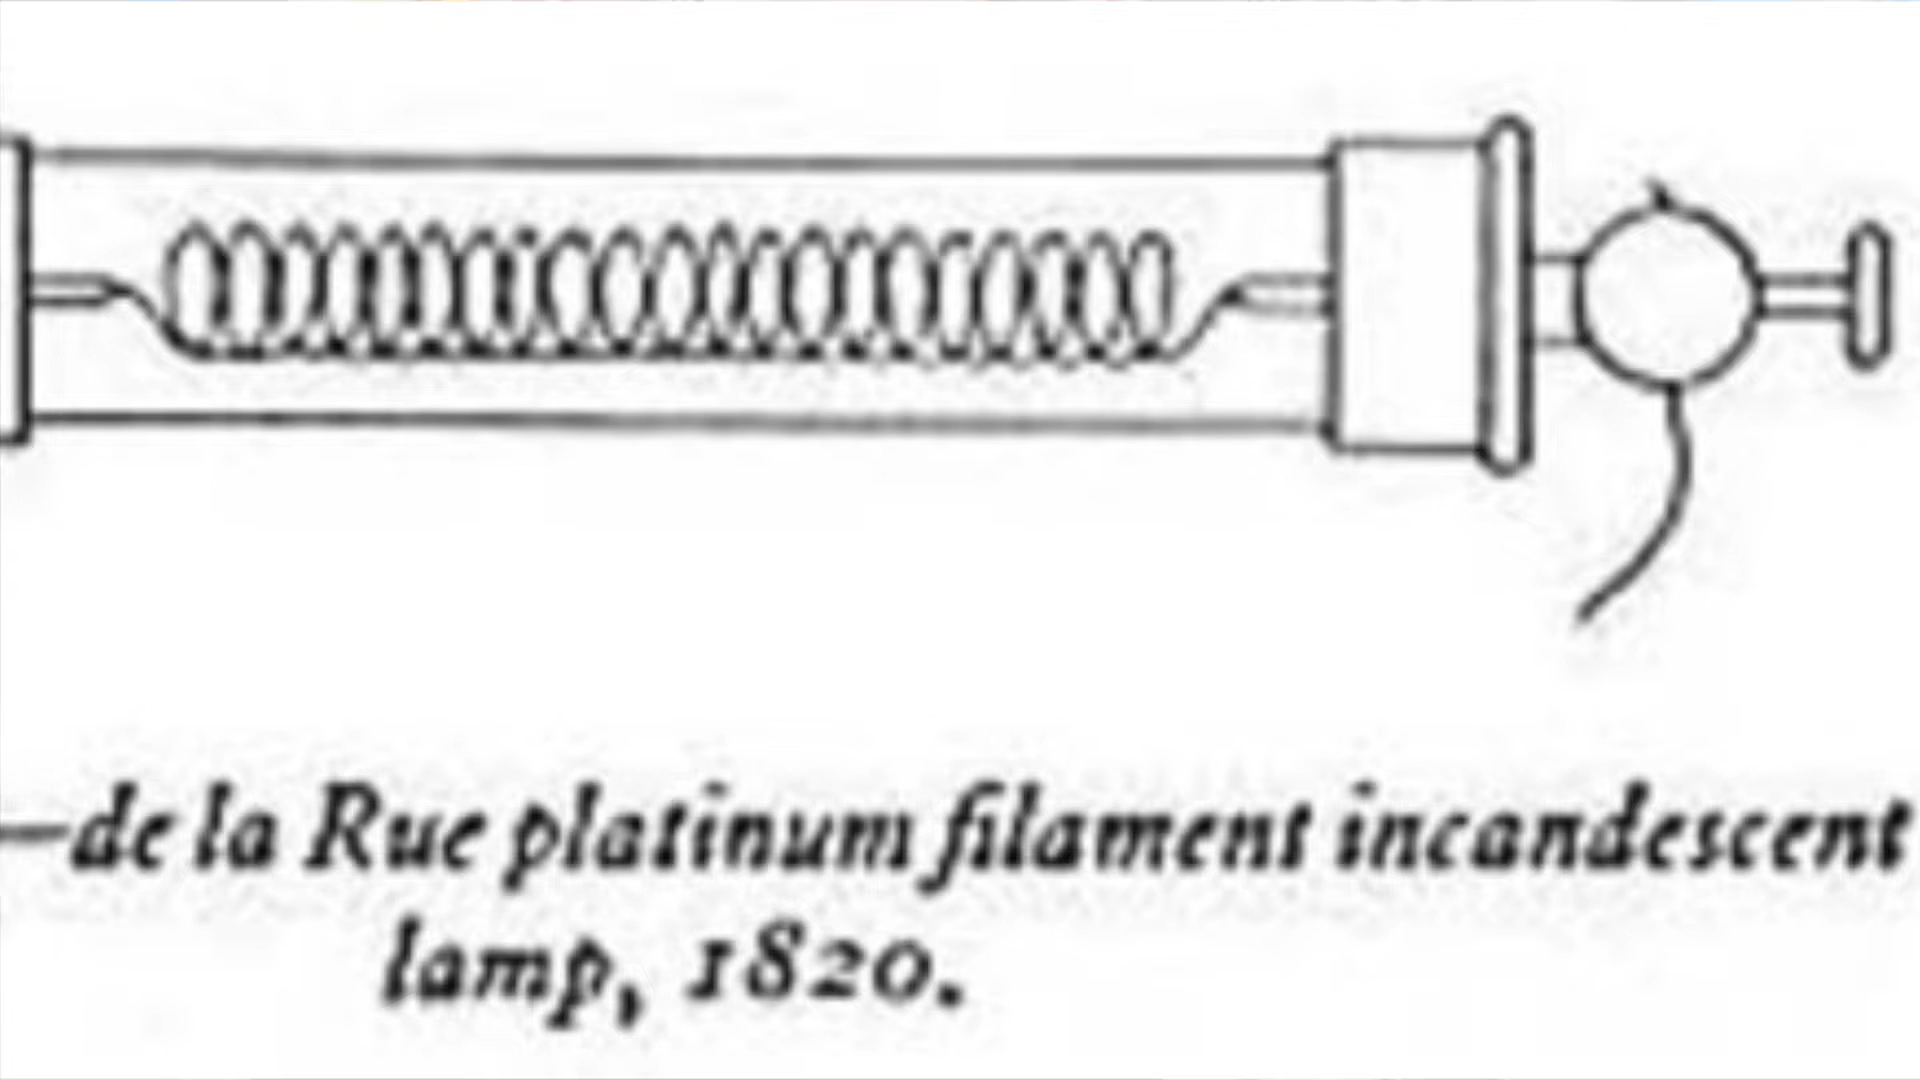 —de la Rue platinum filament incandescent
lamp, 1820.